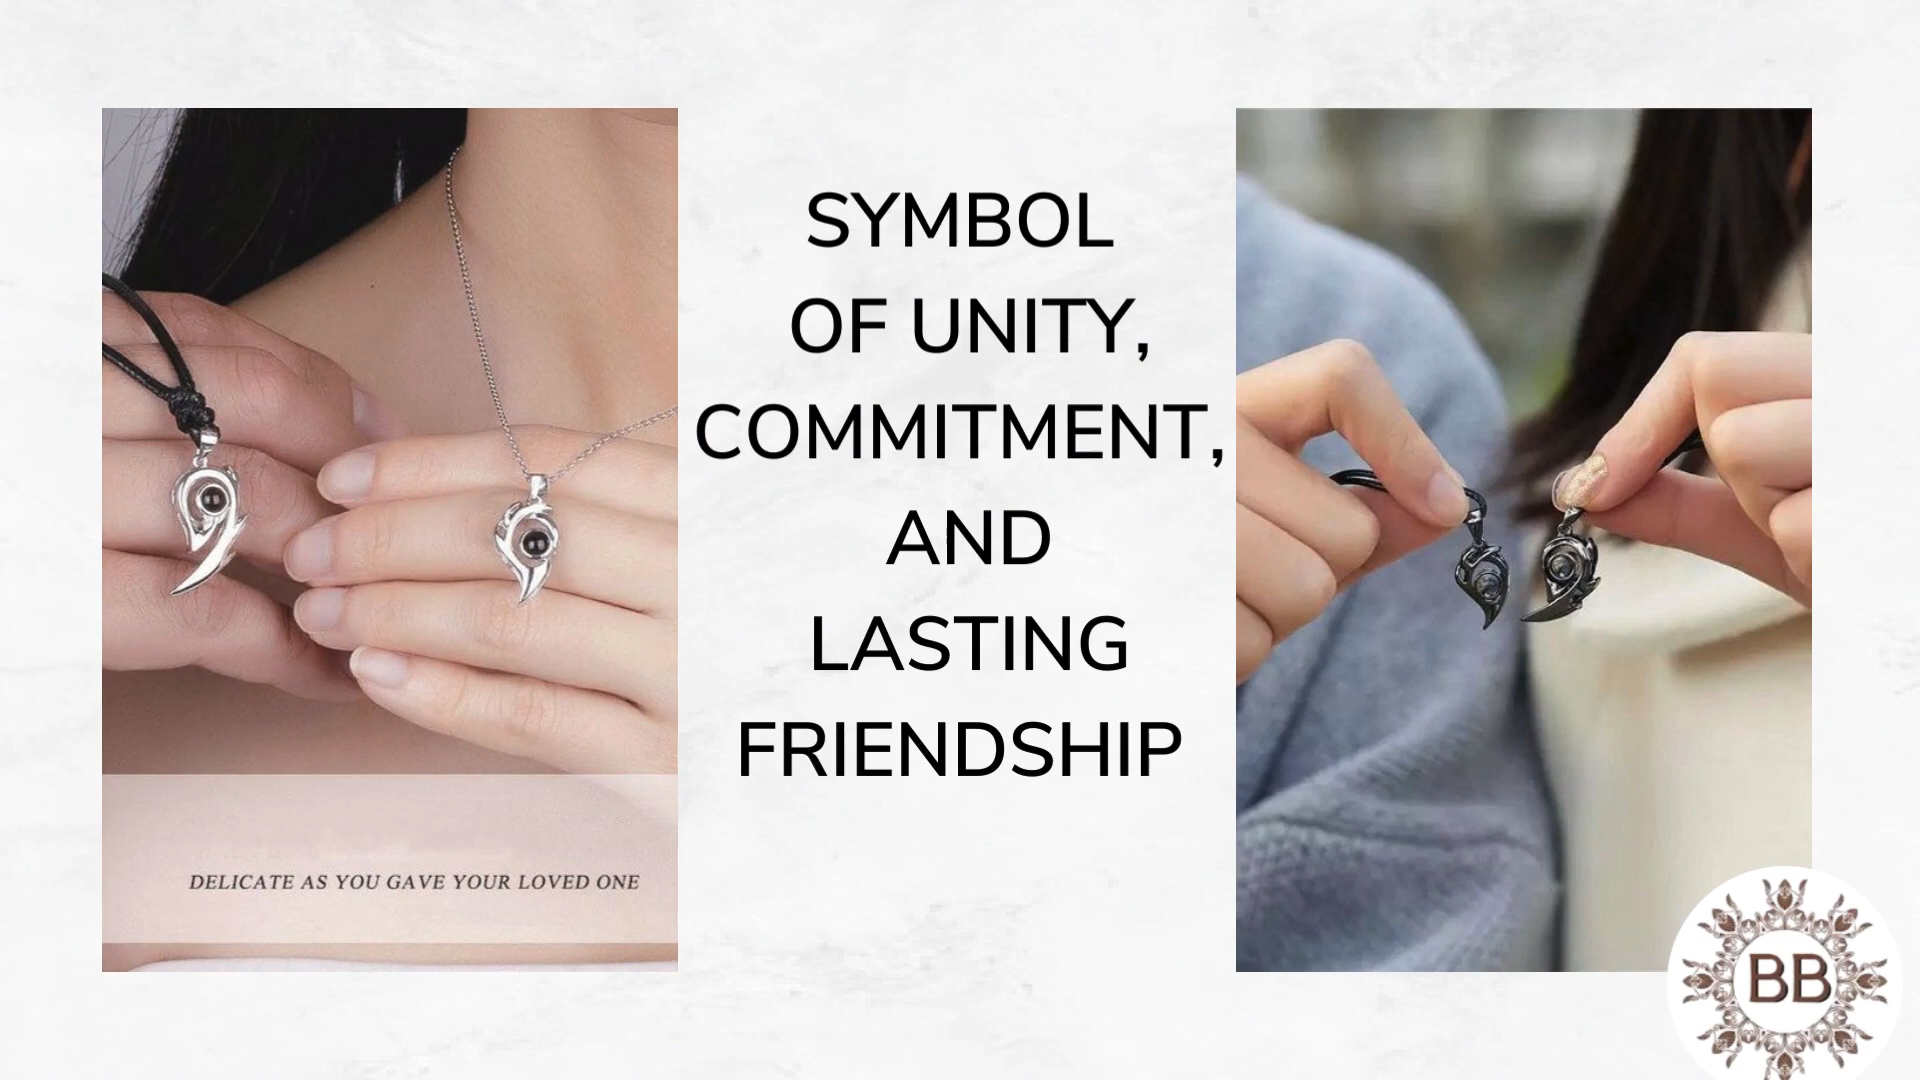 SYMBOL
OF UNITY,
COMMITMENT,
AND
LASTING
FRIENDSHIP
DELICATE AS YOU GAVE YOUR LOVED ONE
BB